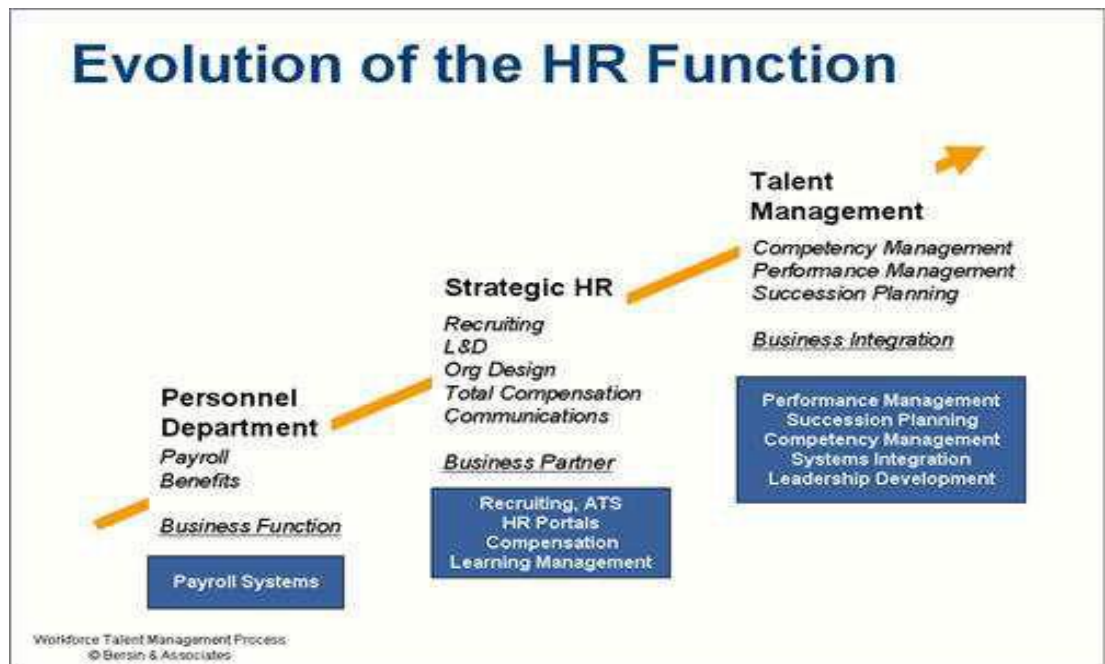 Evolution of the HR Function
Personnel
Department
Payroll
Benefits
Business Function
Payroll Systems
Strategic HR
Recruiting
L&D
Org Design
Total Compensation
Communications
Business Partner
Recruiting, ATS
HR Portals
Compensation
Learning Management
Talent
Management
Competency Management
Performance Management
Succession Planning
Business Integration
Performance Management
Succession Planning
Competency Management
Systems Integration
Leadership Development
Workforce Talent Management Process
© Bersin & Associates